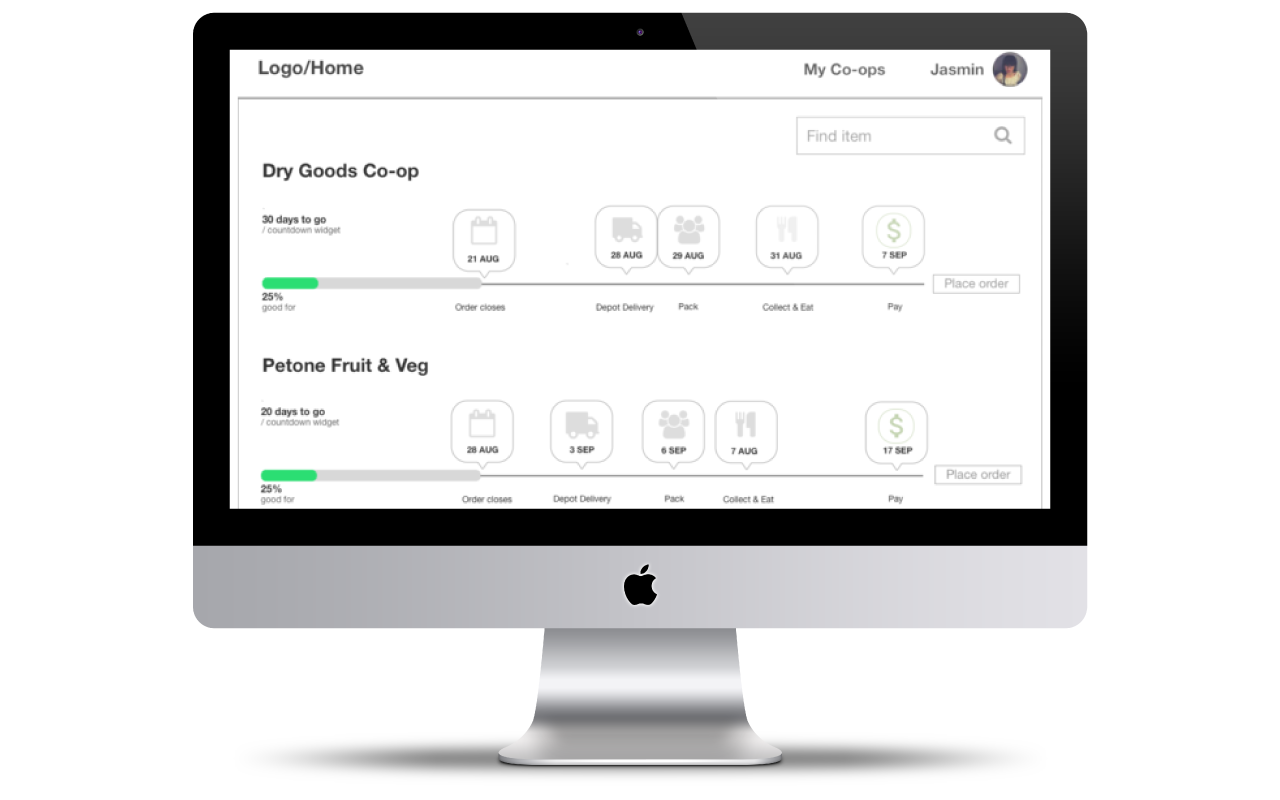 Logo/Home
My Co-ops
Jasmin
Find item
Dry Goods Co-op
30 days to go
/ countdown widget
21 AUG
28 AUG
29 AUG
31 AUG
7 SEP
Place order
25%
good for
Order closes
Depot Delivery
Pack
Collect & Eat
Pay
Petone Fruit & Veg
20 days to go
/ countdown widget
28 AUG
3 SEP
6 SEP
7 AUG
17 SEP
Place order
25%
good for
Order closes
Depot Delivery
Pack
Collect & Eat
Pay